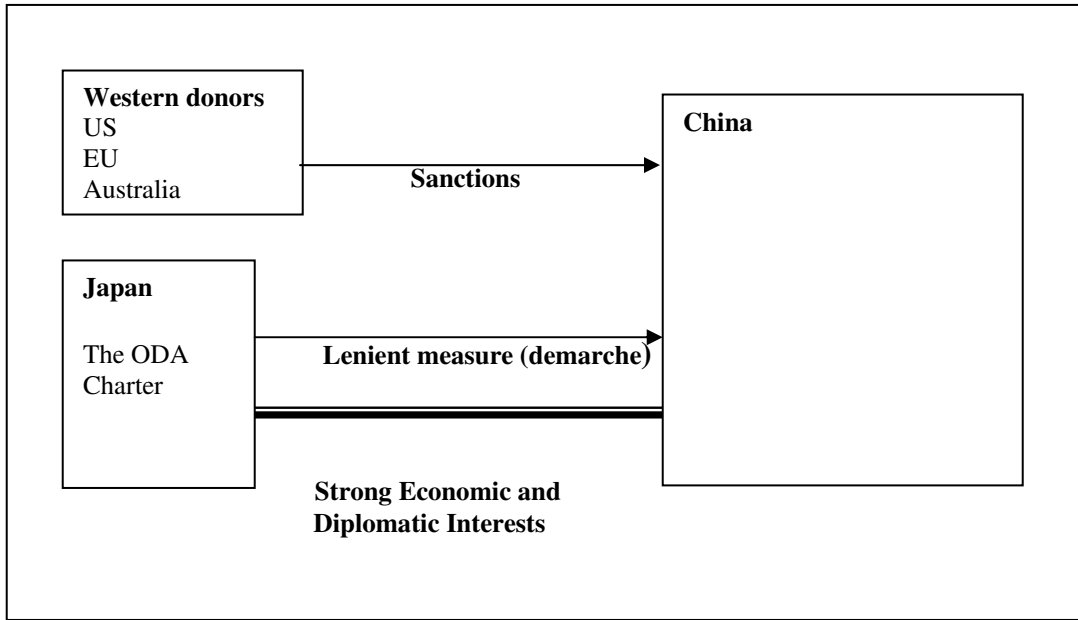 Western donors
US
EU
Australia
Sanctions
China
Japan
The ODA
Charter
Lenient measure (demarche)
Strong Economic and
Diplomatic Interests